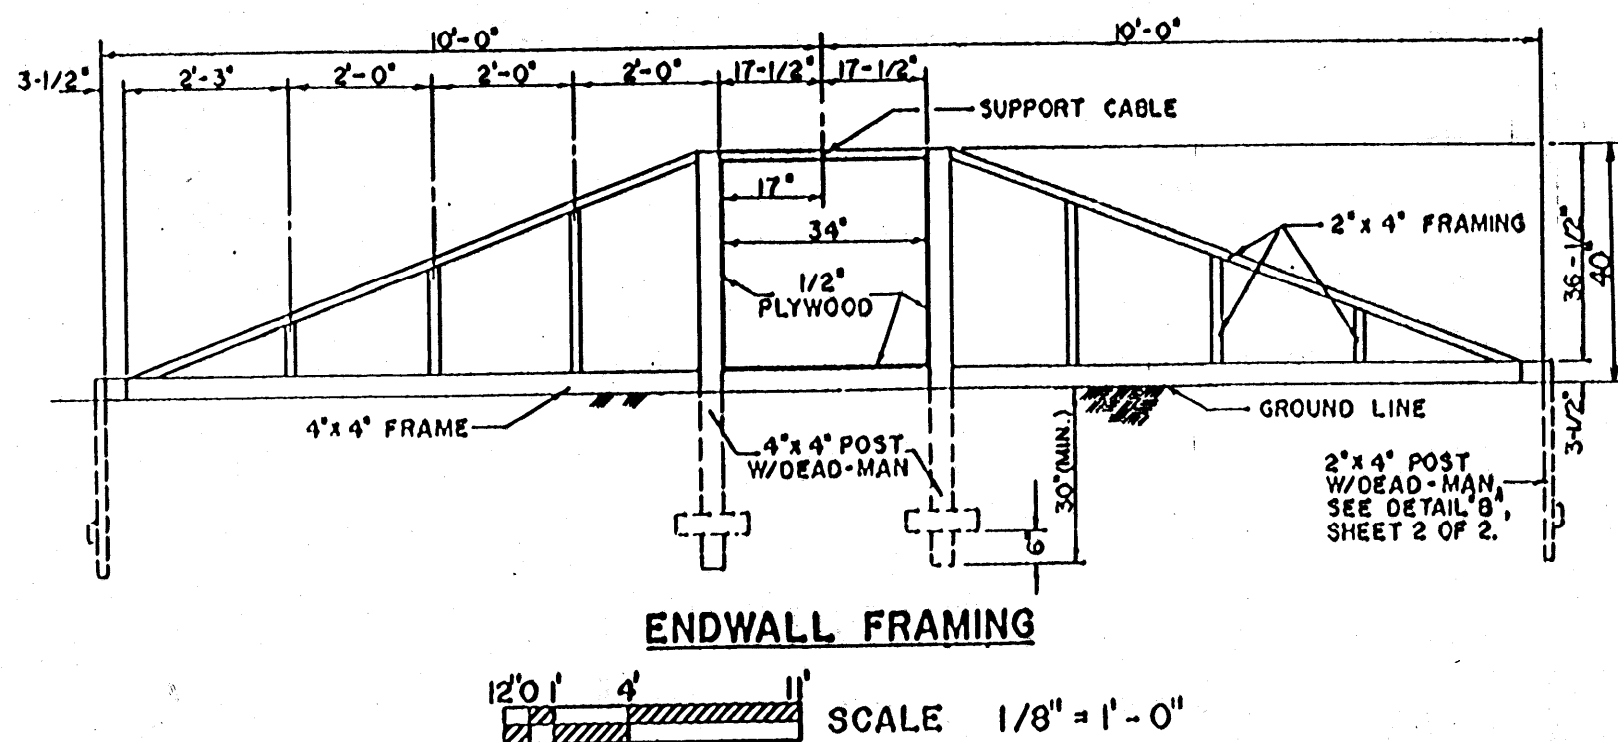 10'-0" 10'-0"
3-1/2" 2'-3" 2'-0" 2'-0" 2'-0" 17-1/2" 17-1/2"
SUPPORT CABLE
17"
34"
2" x 4" FRAMING
1/2"
PLYWOOD
36-1/2"
40"
4" x 4" FRAME
4" x 4" POST
W/DEAD-MAN
30" (MIN.)
GROUND LINE
3-1/2"
2" x 4" POST
W/DEAD-MAN,
SEE DETAIL "B",
SHEET 2 OF 2.
6"
ENDWALL FRAMING
12" 0 1' 4' 11'
SCALE 1/8" = 1'-0"